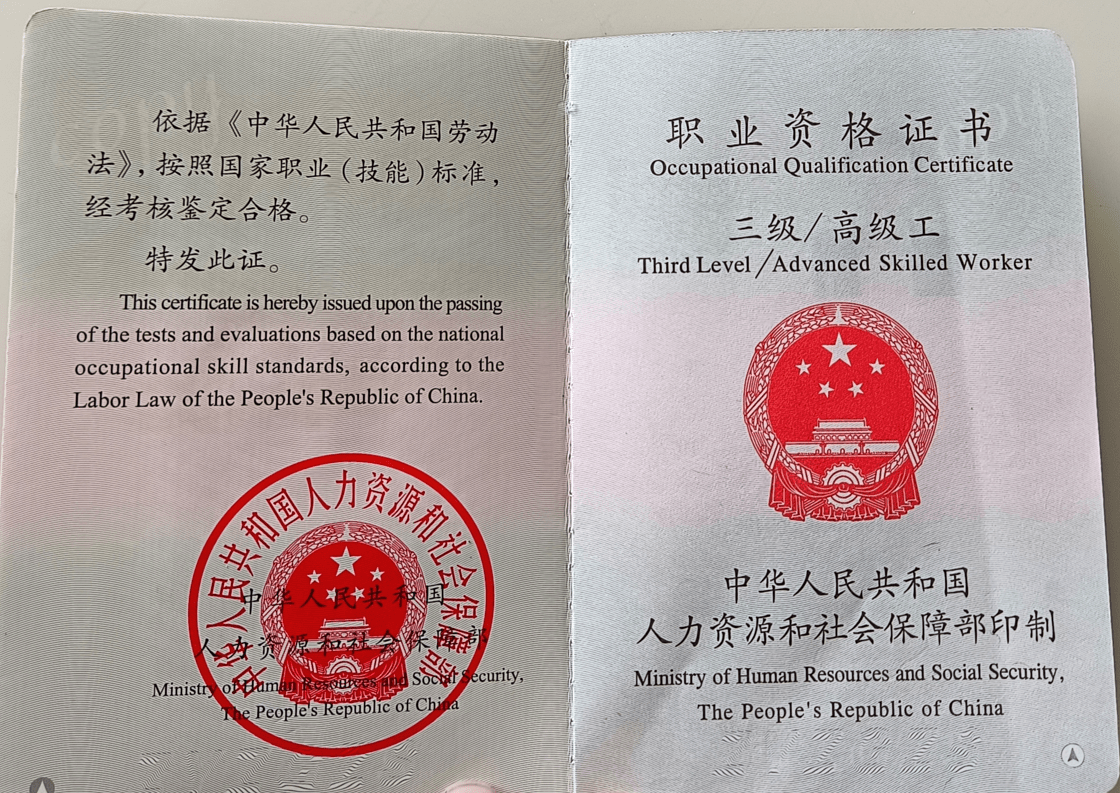 依据《中华人民共和国劳动
法》，按照国家职业（技能）标准，
经考核鉴定合格。
特发此证。
This certificate is hereby issued upon the passing
of the tests and evaluations based on the national
occupational skill standards, according to the
Labor Law of the People's Republic of China.
中华人民共和国人力资源和社会保障部
中华人民共和国
人力资源和社会保障部
Ministry of Human Resources and Social Security,
The People's Republic of China
职业资格证书
Occupational Qualification Certificate
三级/高级工
Third Level/Advanced Skilled Worker
中华人民共和国
人力资源和社会保障部印制
Ministry of Human Resources and Social Security,
The People's Republic of China